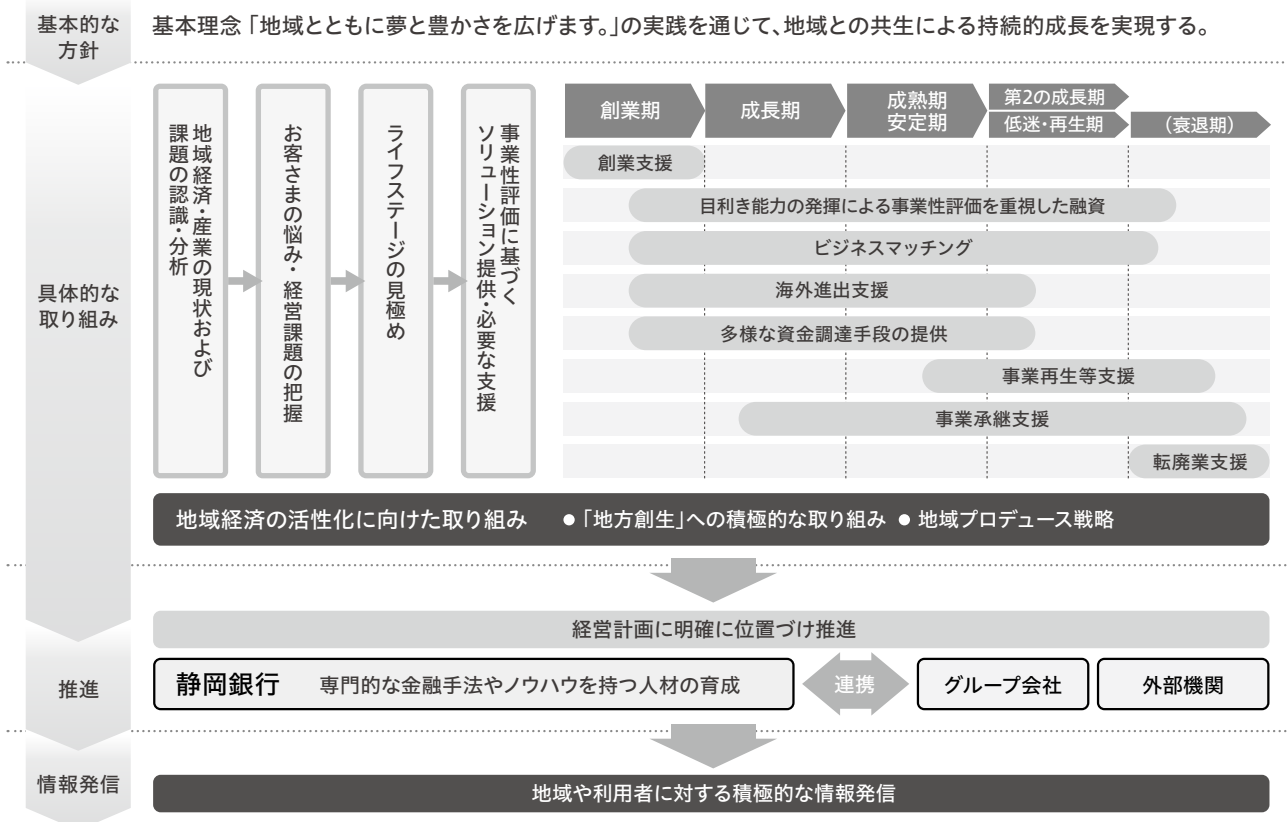 基本的な
方針
基本理念「地域とともに夢と豊かさを広げます。」の実践を通じて、地域との共生による持続的成長を実現する。
具体的な
取り組み
地域経済・産業の現状および
課題の認識・分析
お客さまの悩み・経営課題の把握
ライフステージの見極め
事業性評価に基づく
ソリューション提供・必要な支援
創業期
成長期
成熟期
安定期
第2の成長期
低迷・再生期
(衰退期)
創業支援
目利き能力の発揮による事業性評価を重視した融資
ビジネスマッチング
海外進出支援
多様な資金調達手段の提供
事業再生等支援
事業承継支援
転廃業支援
地域経済の活性化に向けた取り組み ●「地方創生」への積極的な取り組み ●地域プロデュース戦略
推進
経営計画に明確に位置づけ推進
静岡銀行 専門的な金融手法やノウハウを持つ人材の育成
連携
グループ会社
外部機関
情報発信
地域や利用者に対する積極的な情報発信